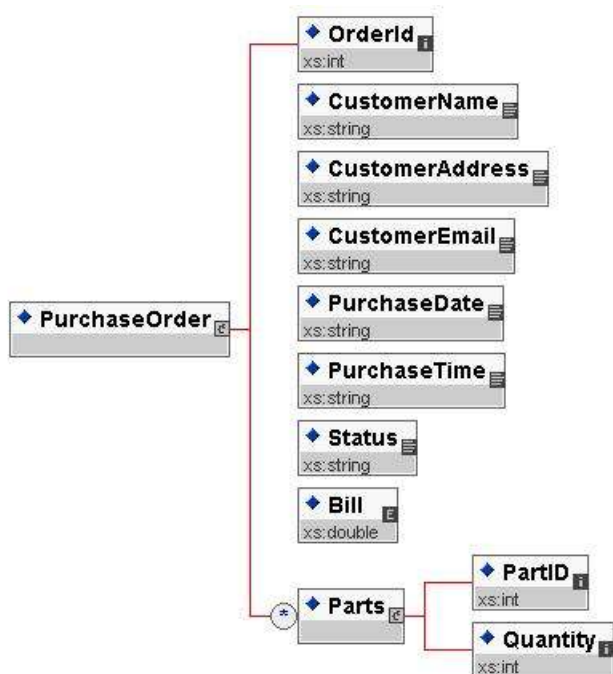 OrderId
xs:int
CustomerName
xs:string
CustomerAddress
xs:string
CustomerEmail
xs:string
PurchaseOrder
PurchaseDate
xs:string
PurchaseTime
xs:string
Status
xs:string
Bill
xs:double
*
Parts
PartID
xs:int
Quantity
xs:int